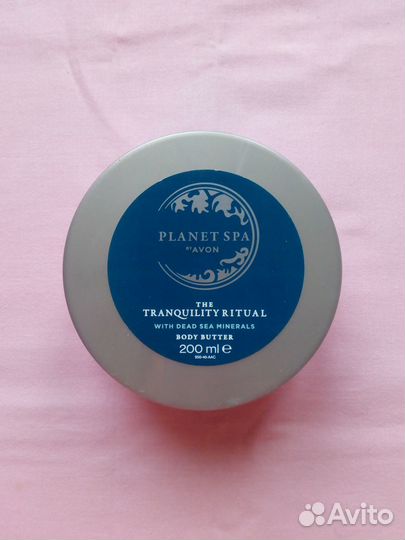 PLANET SPA
BY AVON
THE
TRANQUILITY RITUAL
WITH DEAD SEA MINERALS
BODY BUTTER
200 ml ℮
Avito